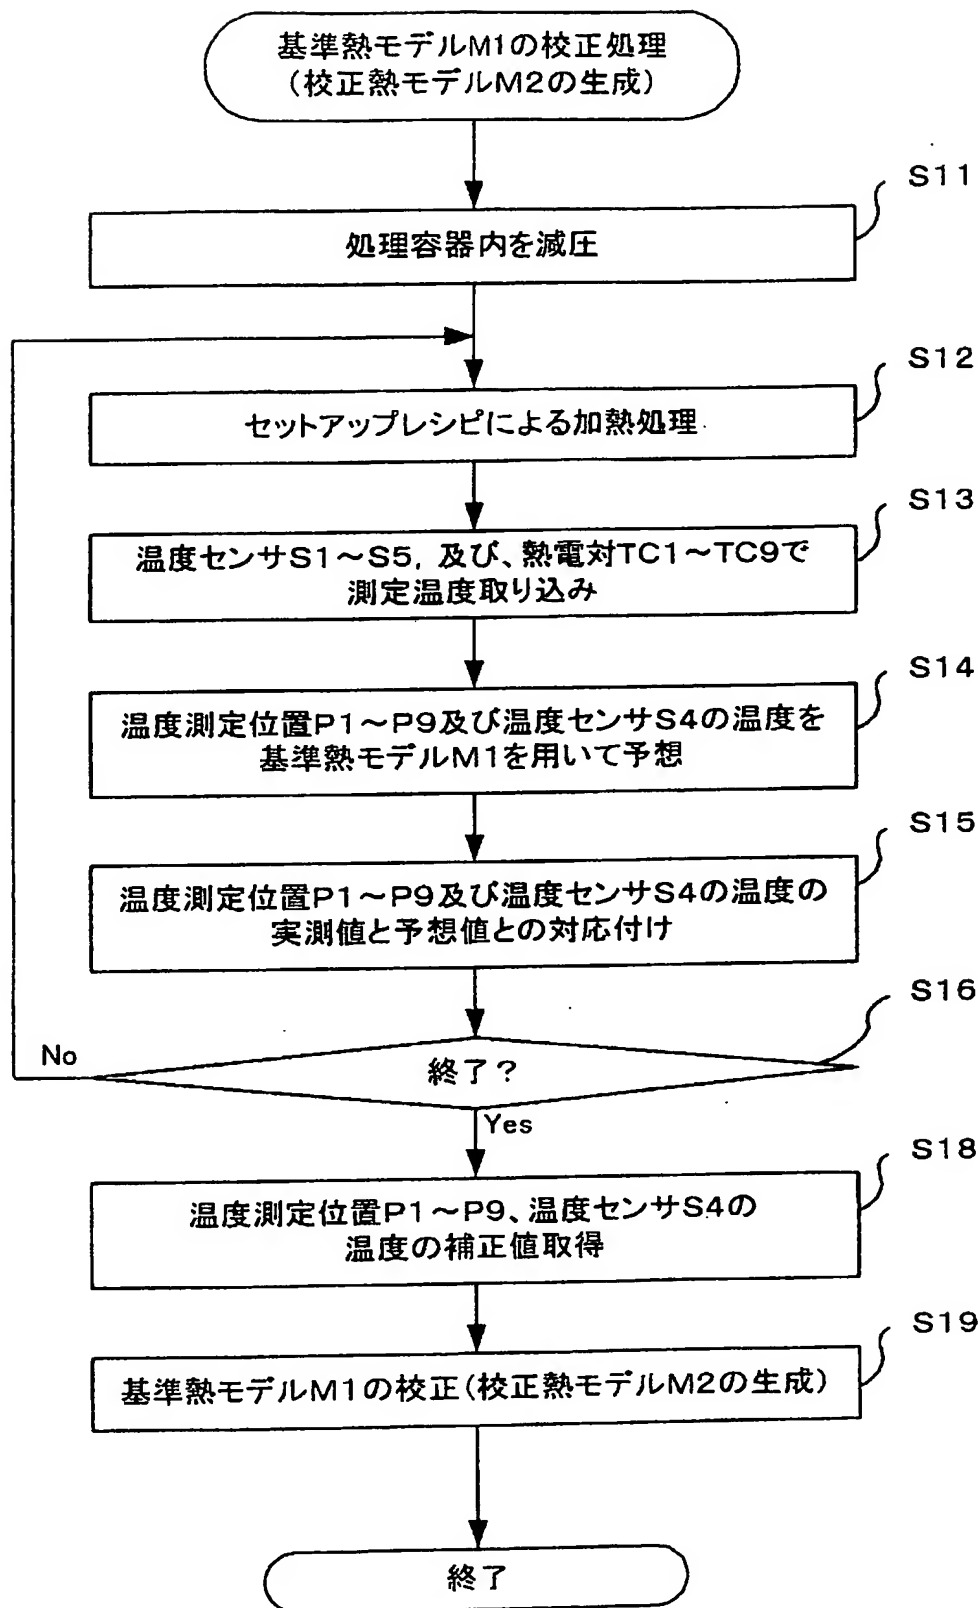 基準熱モデルM1の校正処理
(校正熱モデルM2の生成)
S11
処理容器内を減圧
S12
セットアップレシピによる加熱処理
S13
温度センサS1～S5, 及び、熱電対TC1～TC9で
測定温度取り込み
S14
温度測定位置P1～P9及び温度センサS4の温度を
基準熱モデルM1を用いて予想
S15
温度測定位置P1～P9及び温度センサS4の温度の
実測値と予想値との対応付け
S16
No
終了?
Yes
S18
温度測定位置P1～P9、温度センサS4の
温度の補正値取得
S19
基準熱モデルM1の校正(校正熱モデルM2の生成)
終了